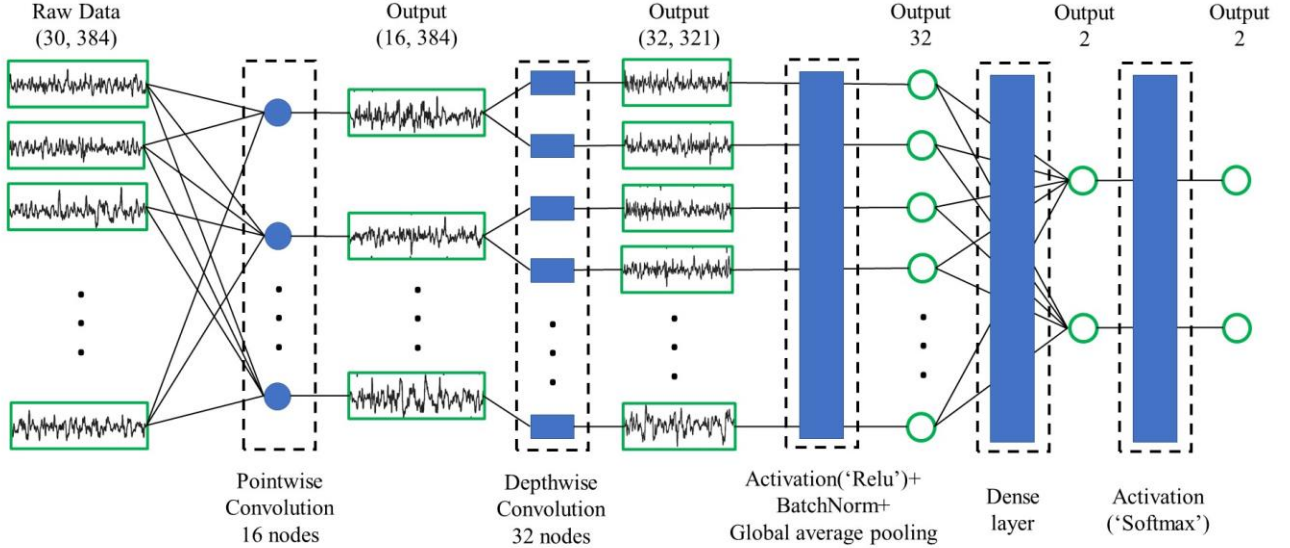 Raw Data
(30, 384)
Output
(16, 384)
Output
(32, 321)
Output
32
Output
2
Output
2
Pointwise
Convolution
16 nodes
Depthwise
Convolution
32 nodes
Activation(‘Relu’)+
BatchNorm+
Global average pooling
Dense
layer
Activation
(‘Softmax’)